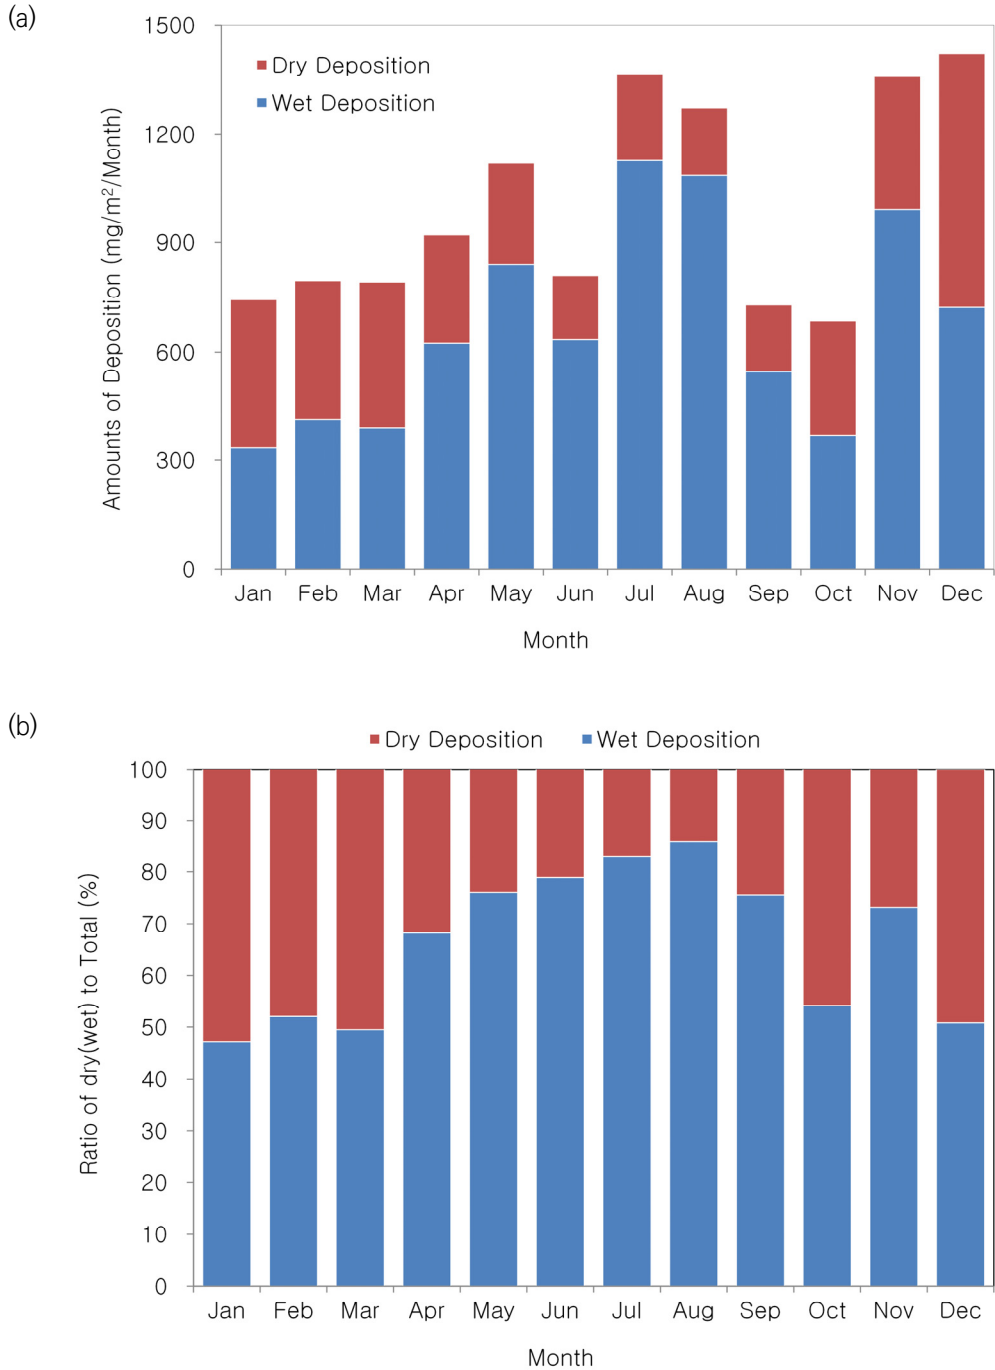 (a)
1500
1200
900
600
300
0
Dry Deposition
Wet Deposition
Amounts of Deposition (mg/m²/Month)
Jan Feb Mar Apr May Jun Jul Aug Sep Oct Nov Dec
Month
(b)
Dry Deposition Wet Deposition
100
90
80
70
60
50
40
30
20
10
0
Ratio of dry(wet) to Total (%)
Jan Feb Mar Apr May Jun Jul Aug Sep Oct Nov Dec
Month